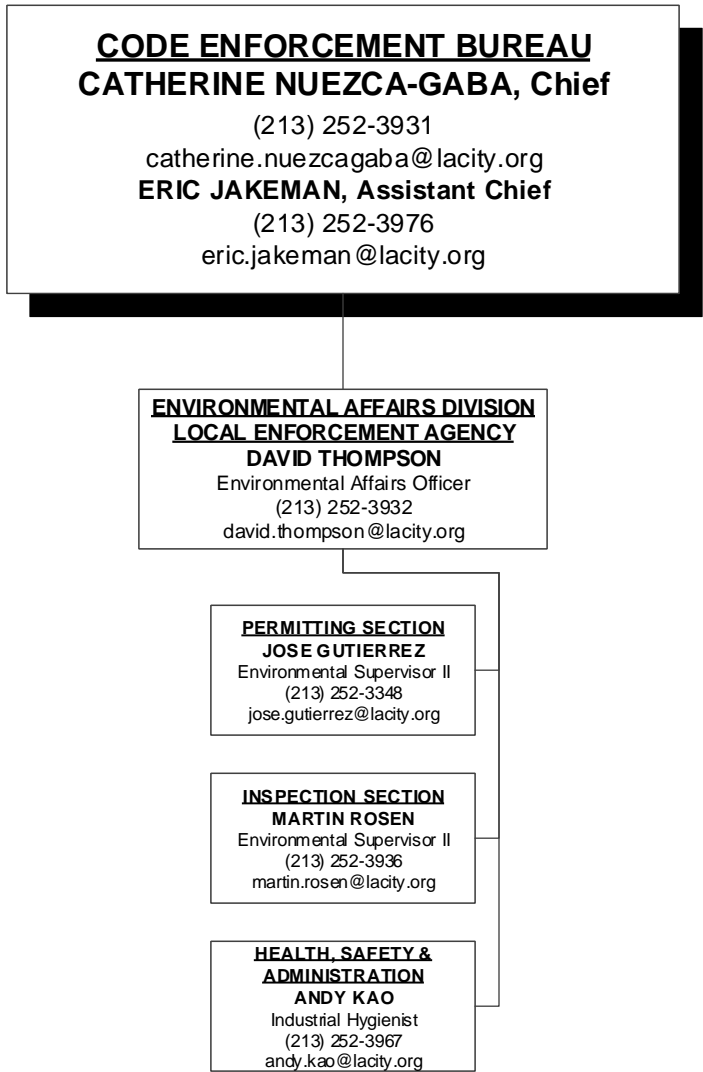 CODE ENFORCEMENT BUREAU
CATHERINE NUEZCA-GABA, Chief
(213) 252-3931
catherine.nuezcagaba@lacity.org
ERIC JAKEMAN, Assistant Chief
(213) 252-3976
eric.jakeman@lacity.org
ENVIRONMENTAL AFFAIRS DIVISION
LOCAL ENFORCEMENT AGENCY
DAVID THOMPSON
Environmental Affairs Officer
(213) 252-3932
david.thompson@lacity.org
PERMITTING SECTION
JOSE GUTIERREZ
Environmental Supervisor II
(213) 252-3348
jose.gutierrez@lacity.org
INSPECTION SECTION
MARTIN ROSEN
Environmental Supervisor II
(213) 252-3936
martin.rosen@lacity.org
HEALTH, SAFETY &
ADMINISTRATION
ANDY KAO
Industrial Hygienist
(213) 252-3967
andy.kao@lacity.org